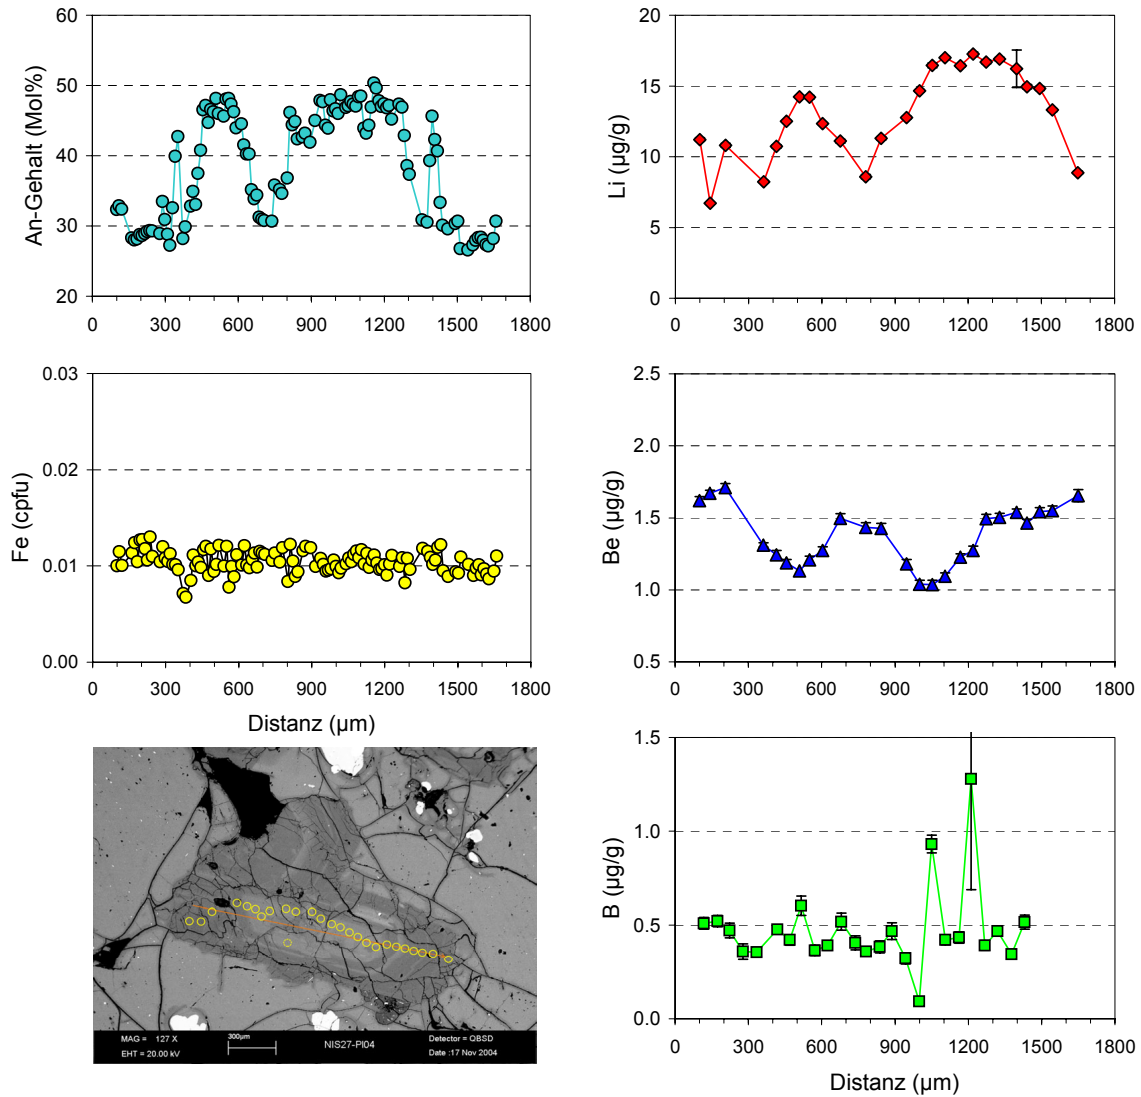 An-Gehalt (Mol%)
60
50
40
30
20
0 300 600 900 1200 1500 1800
Li (µg/g)
20
15
10
5
0
0 300 600 900 1200 1500 1800
Fe (cpfu)
0.03
0.02
0.01
0.00
0 300 600 900 1200 1500 1800
Distanz (µm)
Be (µg/g)
2.5
2.0
1.5
1.0
0.5
0 300 600 900 1200 1500 1800
MAG = 127 X
EHT = 20.00 kV
300µm
NIS27-Pl04
Detector = QBSD
Date :17 Nov 2004
B (µg/g)
1.5
1.0
0.5
0.0
0 300 600 900 1200 1500 1800
Distanz (µm)